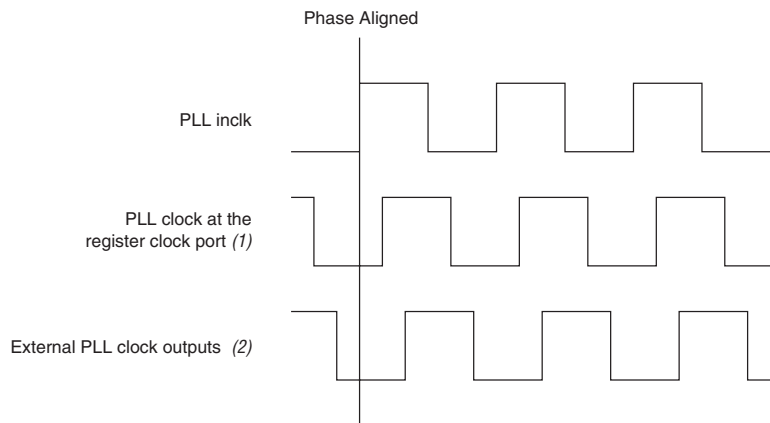 Phase Aligned
PLL inclk
PLL clock at the
register clock port (1)
External PLL clock outputs (2)